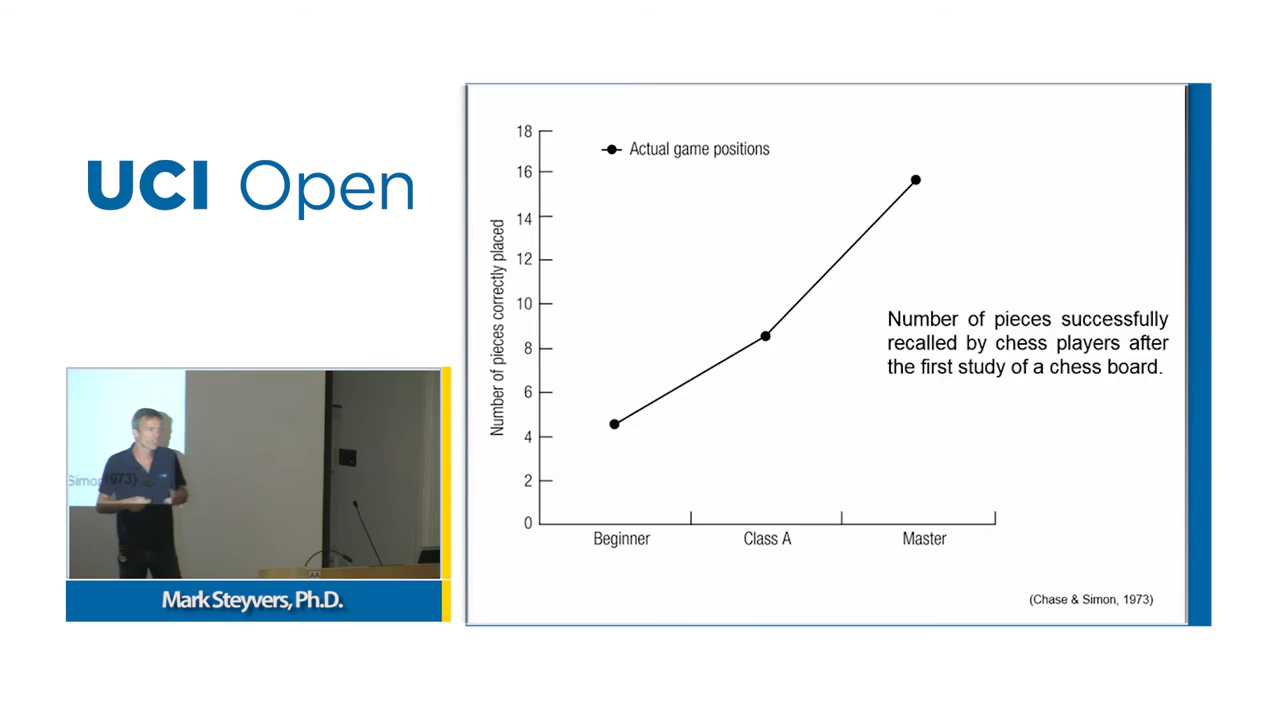 UCI Open
18
Actual game positions
16
14
12
10
8
6
4
2
0
Number of pieces correctly placed
Beginner
Class A
Master
Number of pieces successfully
recalled by chess players after
the first study of a chess board.
(Chase & Simon, 1973)
Simon, 1973)
Mark Steyvers, Ph.D.